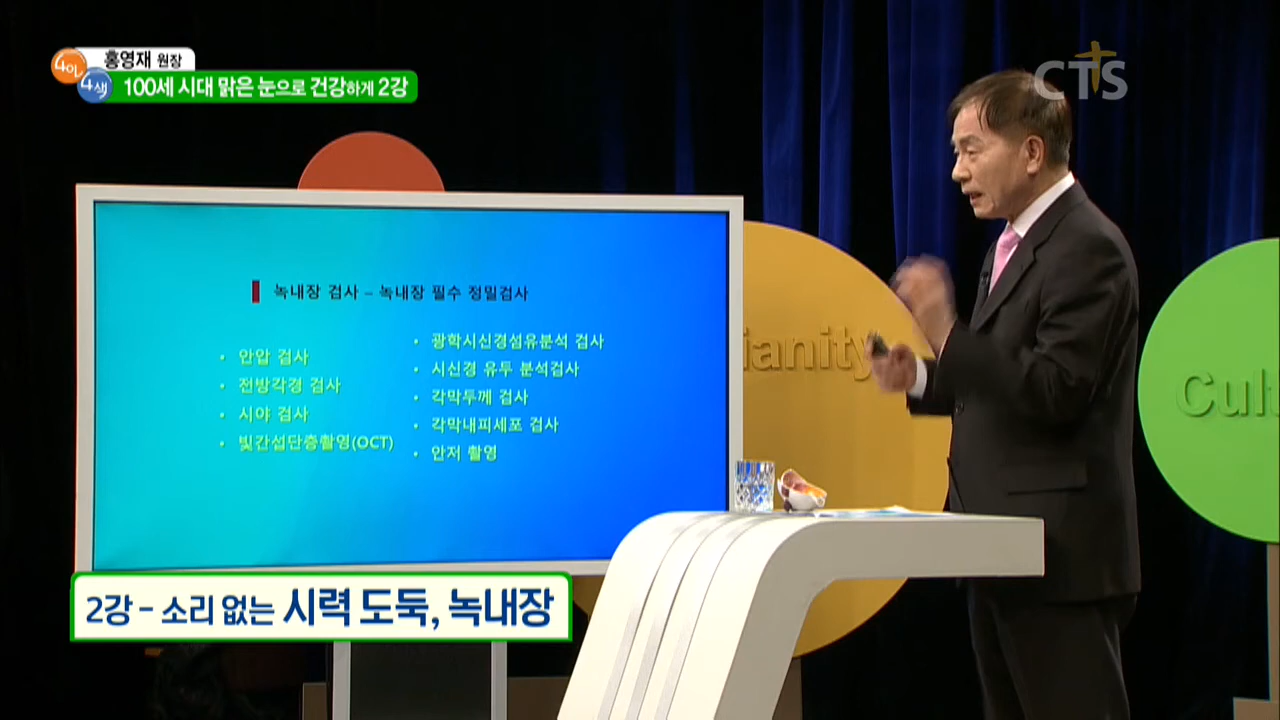 4인
4색
홍영재 원장
100세 시대 맑은 눈으로 건강하게 2강
CTS
녹내장 검사 – 녹내장 필수 정밀검사
• 안압 검사
• 전방각경 검사
• 시야 검사
• 빛간섭단층촬영(OCT)
• 광학시신경섬유분석 검사
• 시신경 유두 분석검사
• 각막두께 검사
• 각막내피세포 검사
• 안저 촬영
ianity
Cul
2강 – 소리 없는 시력 도둑, 녹내장